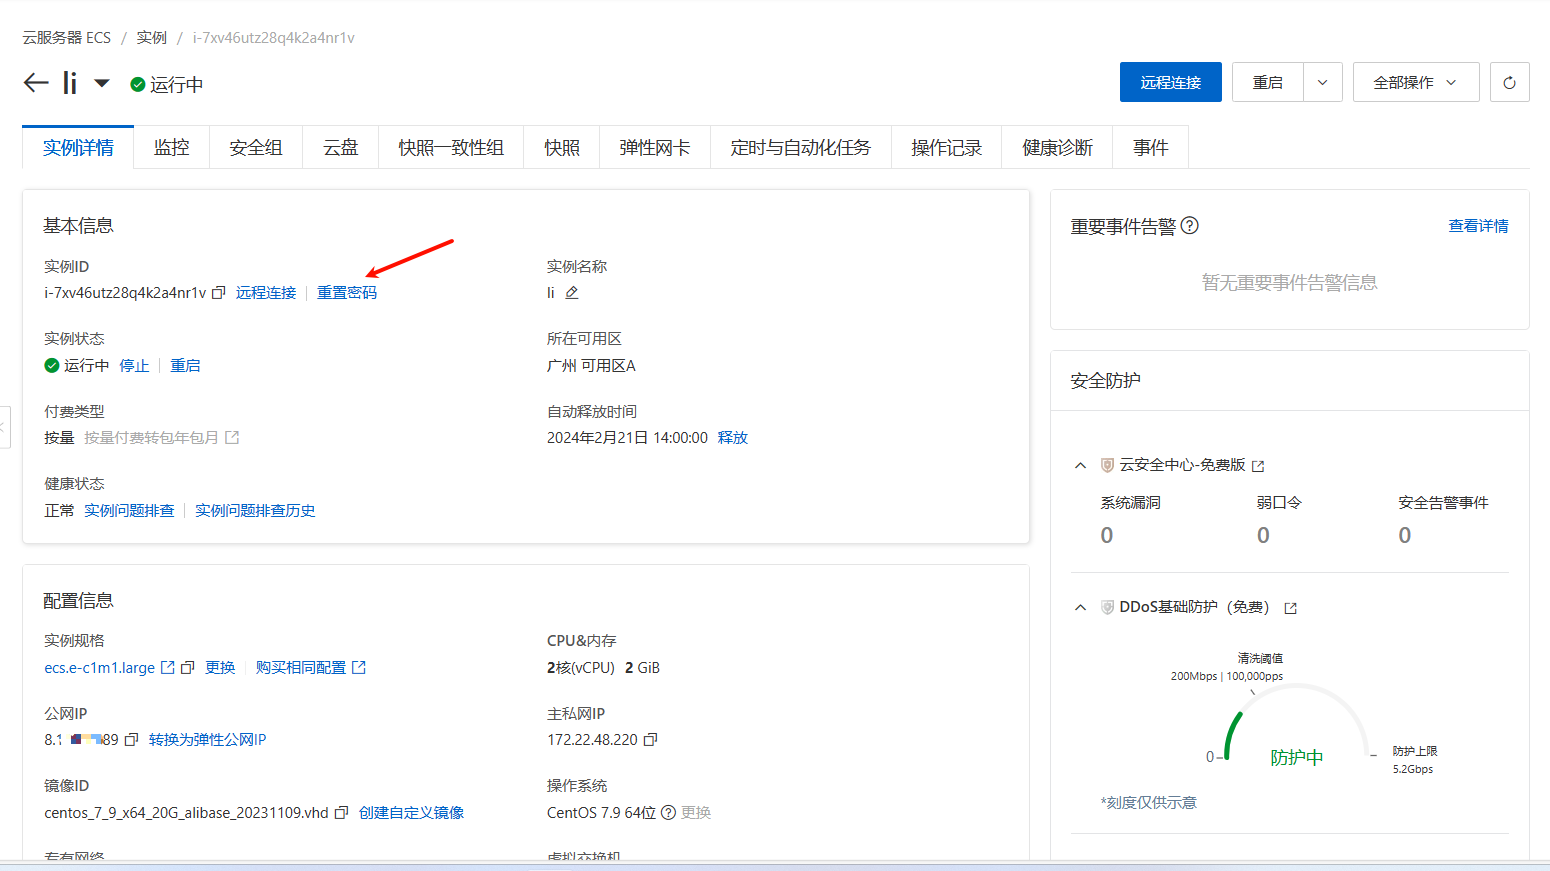 云服务器 ECS / 实例 / i-7xv46utz28q4k2a4nr1v
li 运行中
远程连接 重启 全部操作
实例详情 监控 安全组 云盘 快照一致性组 快照 弹性网卡 定时与自动化任务 操作记录 健康诊断 事件
基本信息
实例ID
i-7xv46utz28q4k2a4nr1v 远程连接 重置密码
实例名称
li
实例状态
运行中 停止 重启
所在可用区
广州 可用区A
付费类型
按量 按量付费转包年包月
自动释放时间
2024年2月21日 14:00:00 释放
健康状态
正常 实例问题排查 实例问题排查历史
配置信息
实例规格
ecs.e-c1m1.large 更换 购买相同配置
CPU&内存
2核(vCPU) 2 GiB
公网IP
8.1 89 转换为弹性公网IP
主私网IP
172.22.48.220
镜像ID
centos_7_9_x64_20G_alibase_20231109.vhd 创建自定义镜像
操作系统
CentOS 7.9 64位 更换
专有网络
虚拟交换机
重要事件告警 查看详情
暂无重要事件告警信息
安全防护
云安全中心-免费版
系统漏洞 弱口令 安全告警事件
0 0 0
DDoS基础防护（免费）
清洗阈值
200Mbps | 100,000pps
0
防护中
防护上限
5.2Gbps
*刻度仅供示意